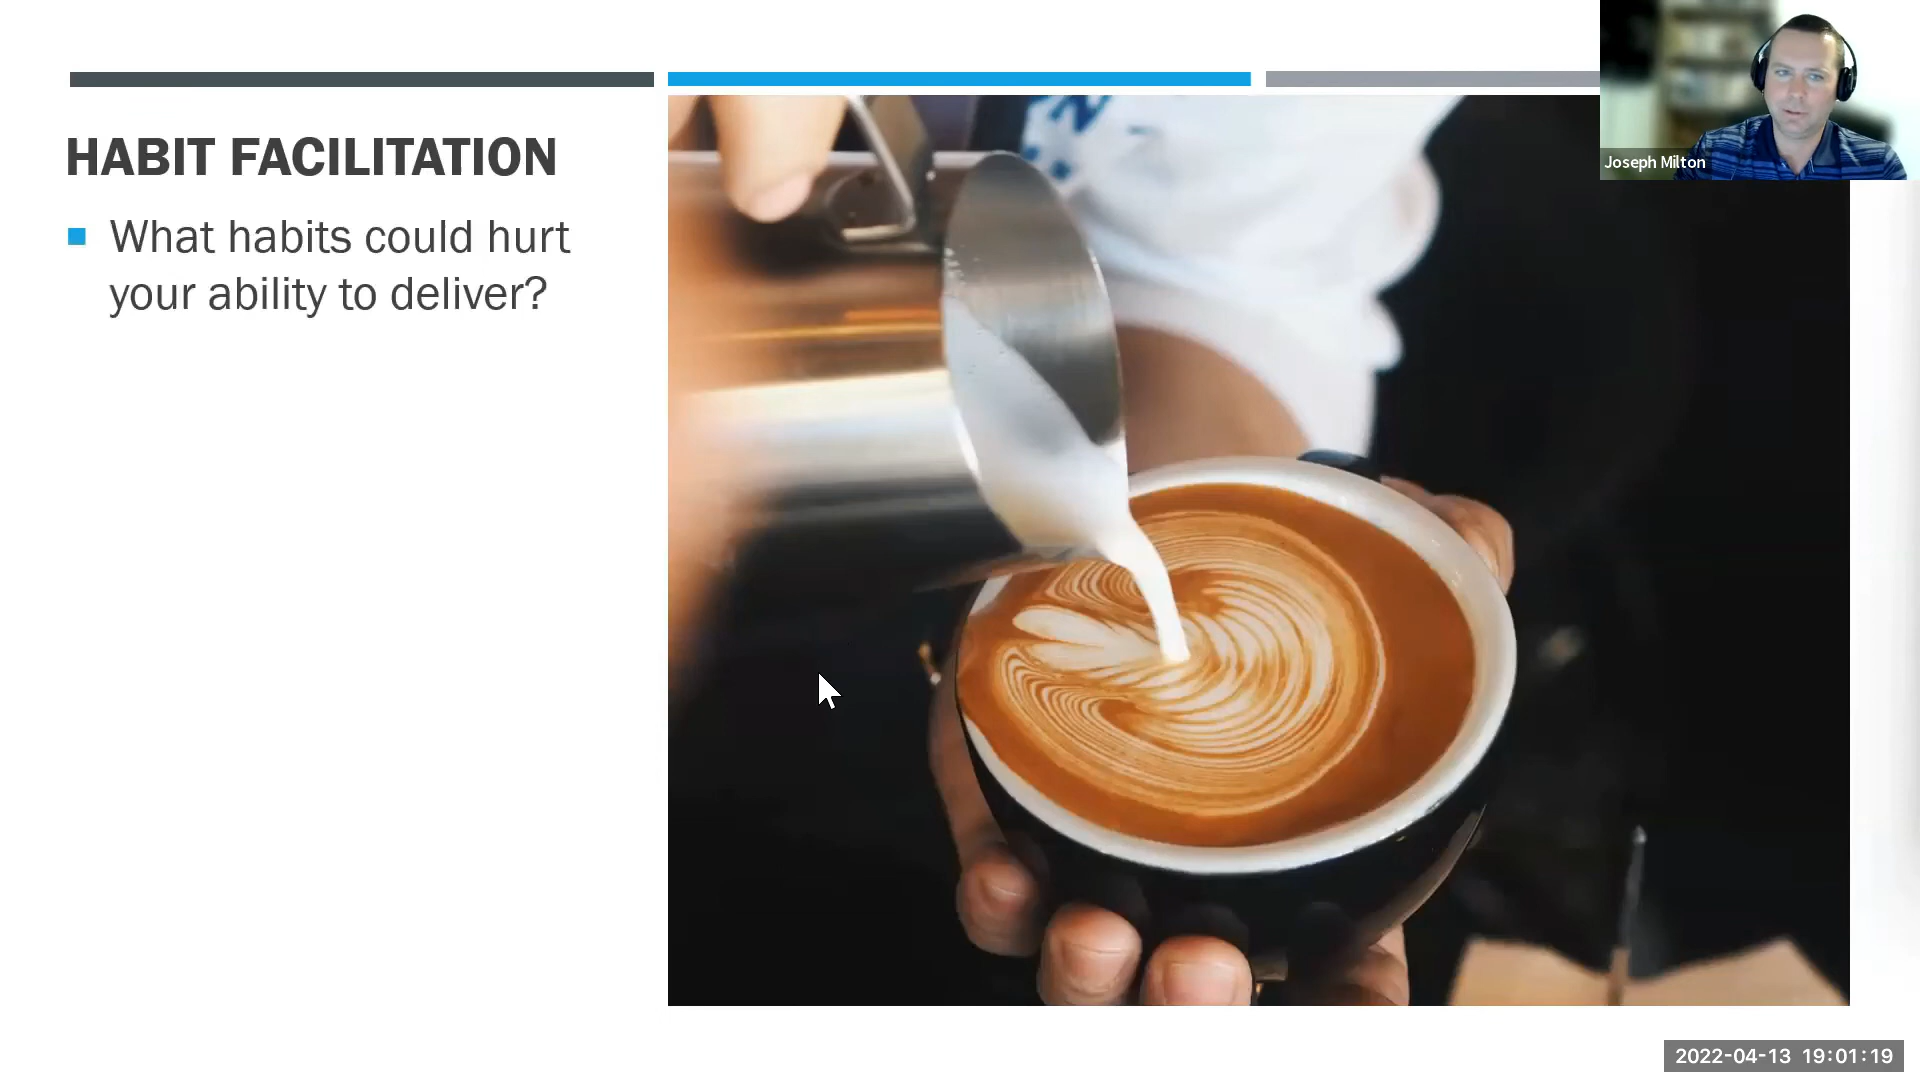 HABIT FACILITATION
What habits could hurt
your ability to deliver?
Joseph Milton
2022-04-13 19:01:19